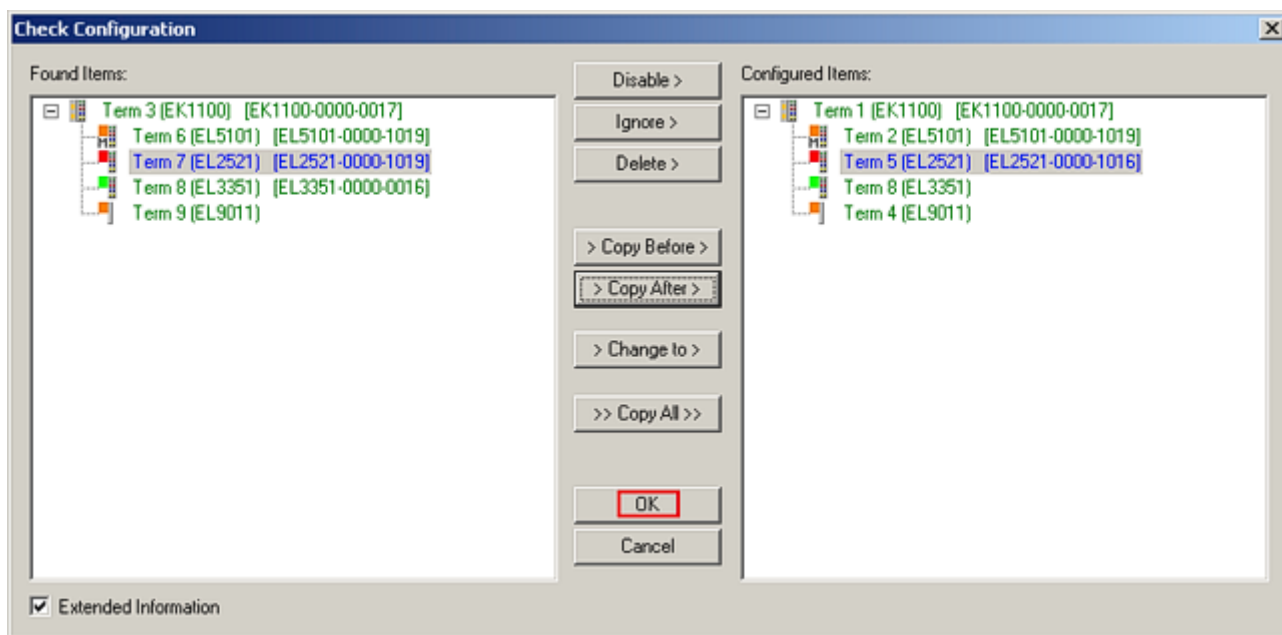 Check Configuration
Found Items:
Term 3 (EK1100) [EK1100-0000-0017]
Term 6 (EL5101) [EL5101-0000-1019]
Term 7 (EL2521) [EL2521-0000-1019]
Term 8 (EL3351) [EL3351-0000-0016]
Term 9 (EL9011)
Disable >
Ignore >
Delete >
> Copy Before >
> Copy After >
> Change to >
>> Copy All >>
OK
Cancel
Configured Items:
Term 1 (EK1100) [EK1100-0000-0017]
Term 2 (EL5101) [EL5101-0000-1019]
Term 5 (EL2521) [EL2521-0000-1016]
Term 8 (EL3351)
Term 4 (EL9011)
Extended Information